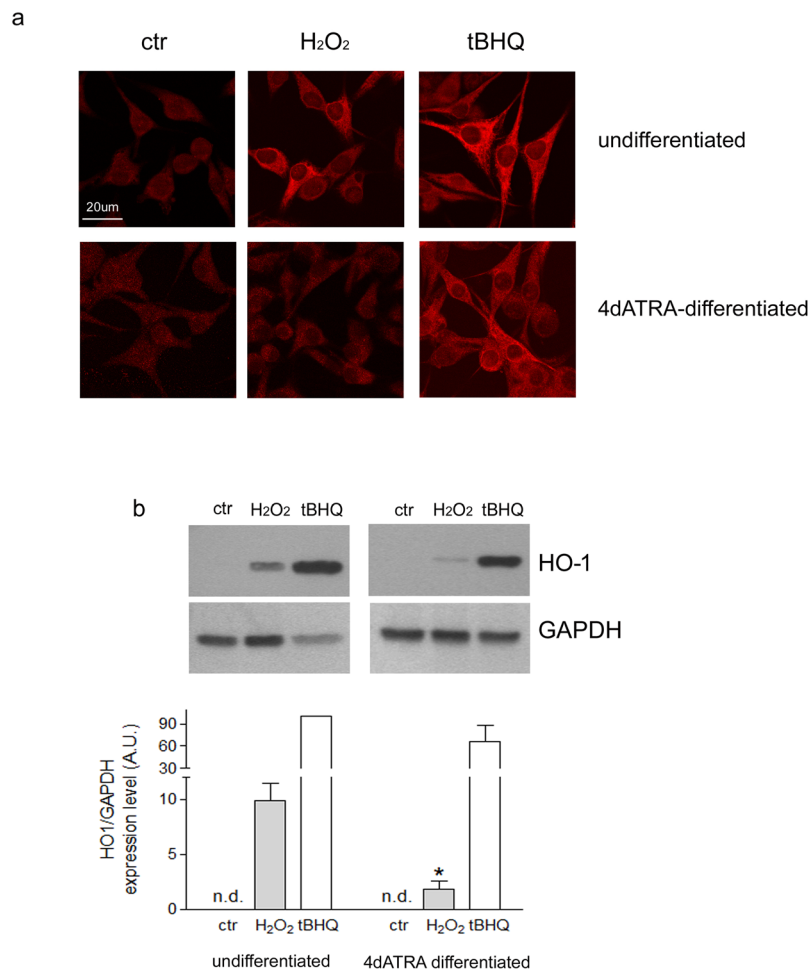 a
ctr H₂O₂ tBHQ
undifferentiated
20um
4dATRA-differentiated
b
ctr H₂O₂ tBHQ ctr H₂O₂ tBHQ
HO-1
GAPDH
HO1/GAPDH
expression level (A.U.)
90
60
30
10
5
0
n.d. n.d. *
ctr H₂O₂ tBHQ ctr H₂O₂ tBHQ
undifferentiated 4dATRA differentiated